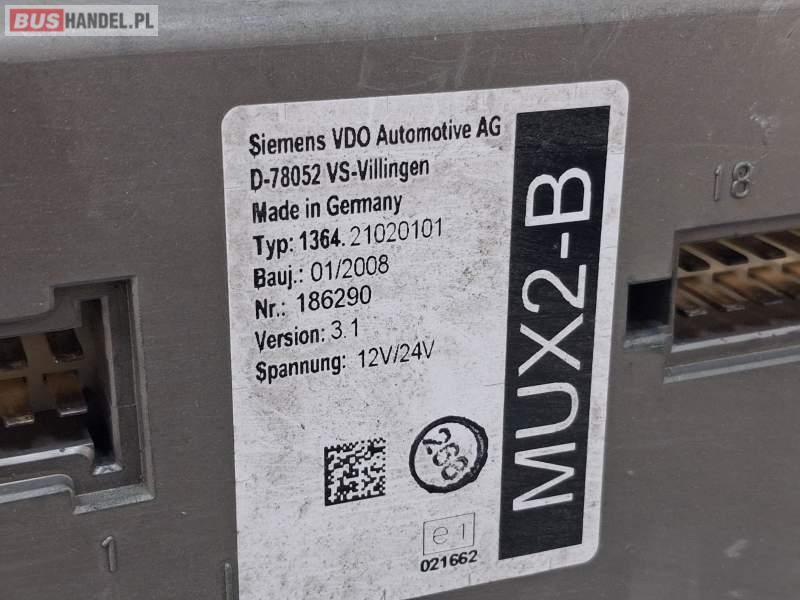 BUSHANDEL.PL
Siemens VDO Automotive AG
D-78052 VS-Villingen
Made in Germany
Typ: 1364.21020101
Bauj.: 01/2008
Nr.: 186290
Version: 3.1
Spannung: 12V/24V
MUX2-B
268
e1
021662
18
1